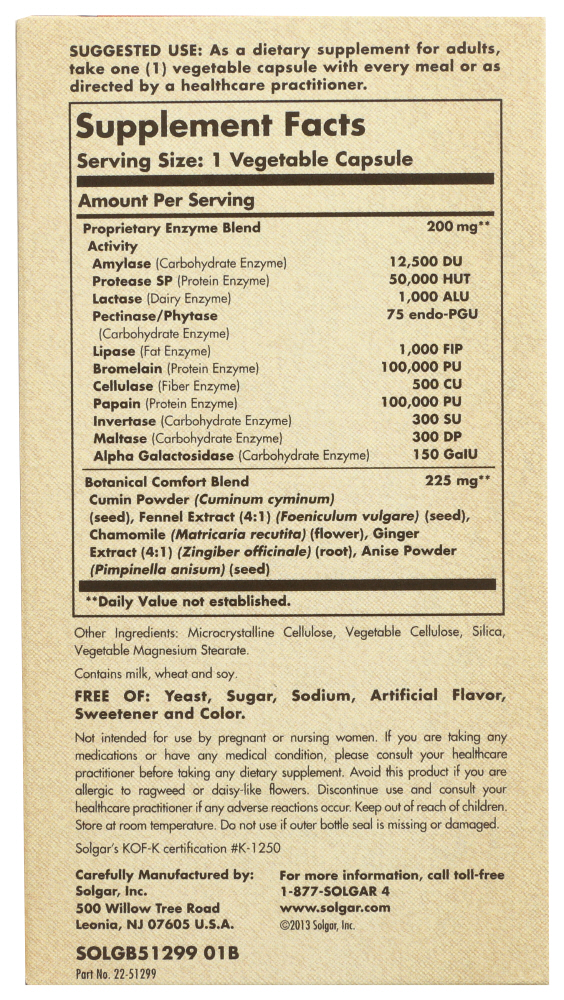 SUGGESTED USE: As a dietary supplement for adults,
take one (1) vegetable capsule with every meal or as
directed by a healthcare practitioner.
Supplement Facts
Serving Size: 1 Vegetable Capsule
Amount Per Serving
Proprietary Enzyme Blend 200 mg**
Activity
Amylase (Carbohydrate Enzyme) 12,500 DU
Protease SP (Protein Enzyme) 50,000 HUT
Lactase (Dairy Enzyme) 1,000 ALU
Pectinase/Phytase 75 endo-PGU
(Carbohydrate Enzyme)
Lipase (Fat Enzyme) 1,000 FIP
Bromelain (Protein Enzyme) 100,000 PU
Cellulase (Fiber Enzyme) 500 CU
Papain (Protein Enzyme) 100,000 PU
Invertase (Carbohydrate Enzyme) 300 SU
Maltase (Carbohydrate Enzyme) 300 DP
Alpha Galactosidase (Carbohydrate Enzyme) 150 GalU
Botanical Comfort Blend 225 mg**
Cumin Powder (Cuminum cyminum)
(seed), Fennel Extract (4:1) (Foeniculum vulgare) (seed),
Chamomile (Matricaria recutita) (flower), Ginger
Extract (4:1) (Zingiber officinale) (root), Anise Powder
(Pimpinella anisum) (seed)
**Daily Value not established.
Other Ingredients: Microcrystalline Cellulose, Vegetable Cellulose, Silica,
Vegetable Magnesium Stearate.
Contains milk, wheat and soy.
FREE OF: Yeast, Sugar, Sodium, Artificial Flavor,
Sweetener and Color.
Not intended for use by pregnant or nursing women. If you are taking any
medications or have any medical condition, please consult your healthcare
practitioner before taking any dietary supplement. Avoid this product if you are
allergic to ragweed or daisy-like flowers. Discontinue use and consult your
healthcare practitioner if any adverse reactions occur. Keep out of reach of children.
Store at room temperature. Do not use if outer bottle seal is missing or damaged.
Solgar's KOF-K certification #K-1250
Carefully Manufactured by: For more information, call toll-free
Solgar, Inc. 1-877-SOLGAR 4
500 Willow Tree Road www.solgar.com
Leonia, NJ 07605 U.S.A. ©2013 Solgar, Inc.
SOLGB51299 01B
Part No. 22-51299